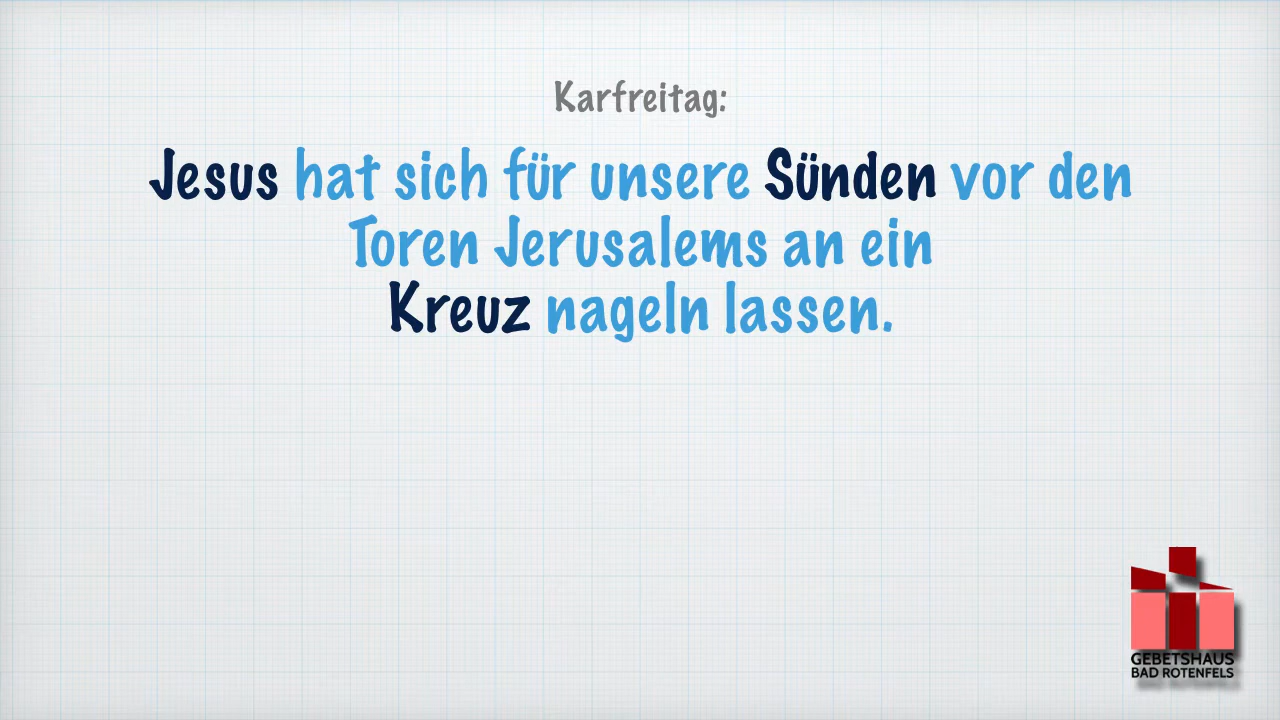 Karfreitag:
Jesus hat sich für unsere Sünden vor den
Toren Jerusalems an ein
Kreuz nageln lassen.
GEBETSHAUS
BAD ROTENFELS